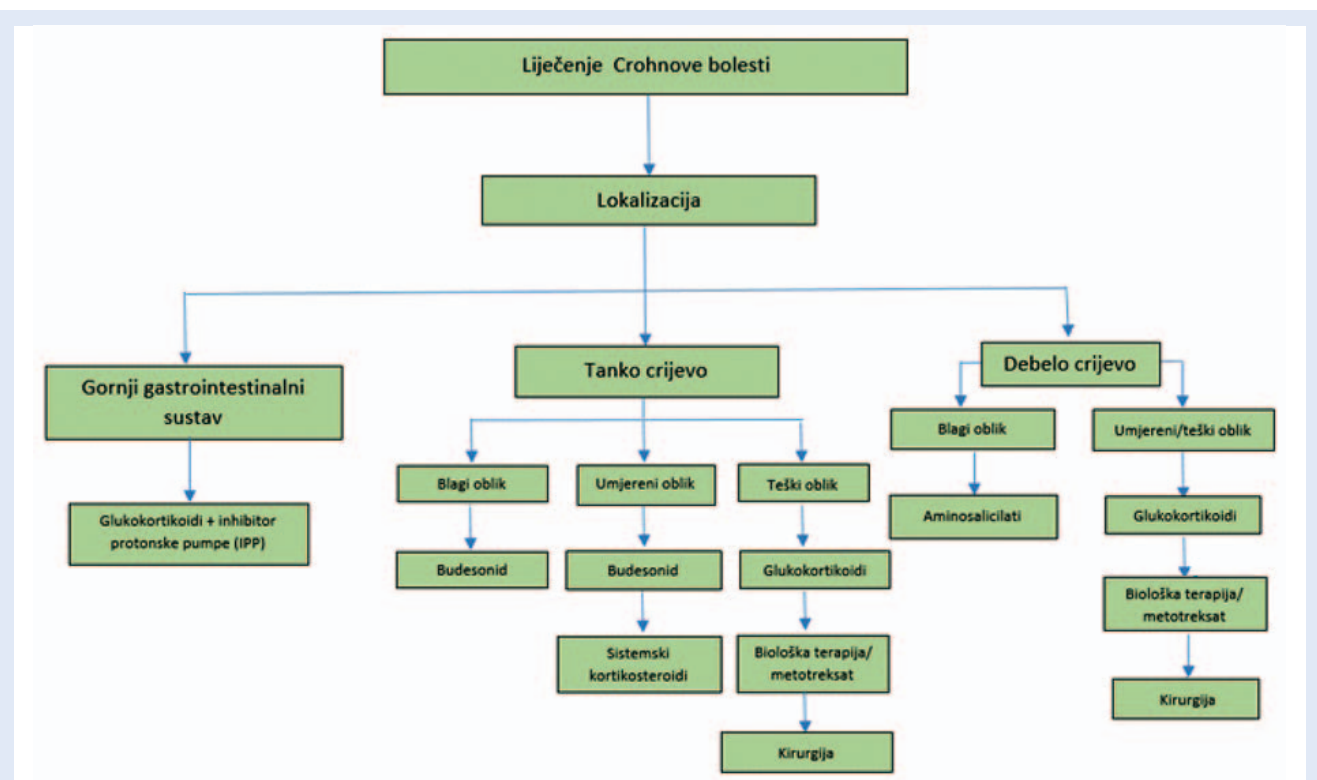 Liječenje Crohnove bolesti
Lokalizacija
Gornji gastrointestinalni
sustav
Glukokortikoidi + inhibitor
protonske pumpe (IPP)
Tanko crijevo
Blagi oblik
Budesonid
Umjereni oblik
Budesonid
Sistemski
kortikosteroidi
Teški oblik
Glukokortikoidi
Biološka terapija/
metotreksat
Kirurgija
Debelo crijevo
Blagi oblik
Aminosalicilati
Umjereni/teški oblik
Glukokortikoidi
Biološka terapija/
metotreksat
Kirurgija